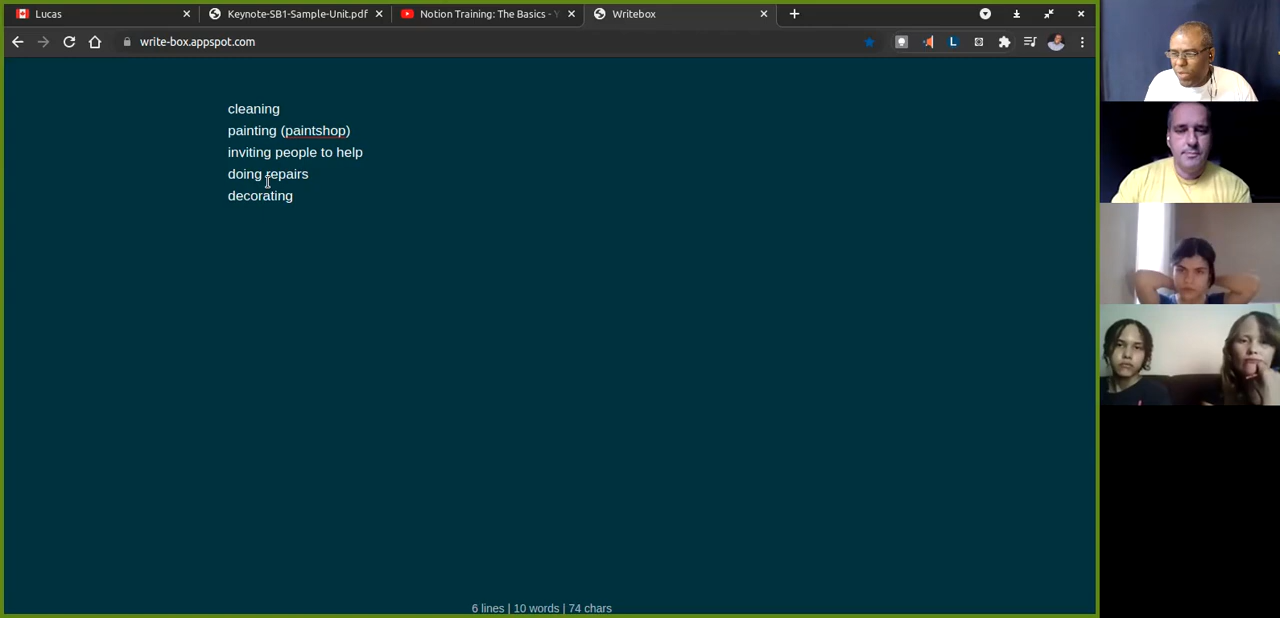 Lucas
Keynote-SB1-Sample-Unit.pdf
Notion Training: The Basics - Y
Writebox
write-box.appspot.com
L
cleaning
painting (paintshop)
inviting people to help
doing repairs
decorating
6 lines | 10 words | 74 chars